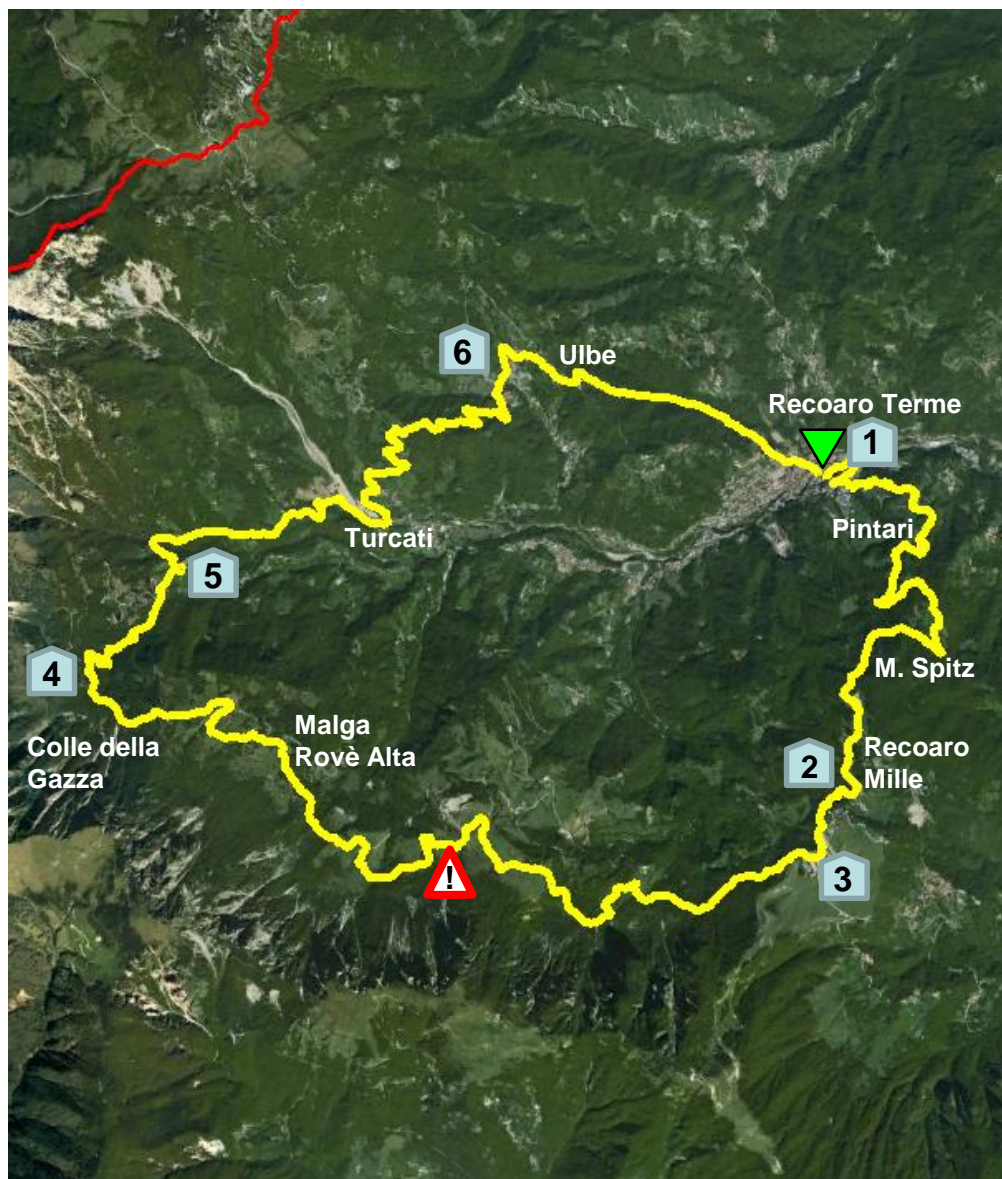 6
Ulbe
Recoaro Terme
1
Turcati
Pintari
5
4
M. Spitz
Colle della
Gazza
Malga
Rovè Alta
2
Recoaro
Mille
!
3